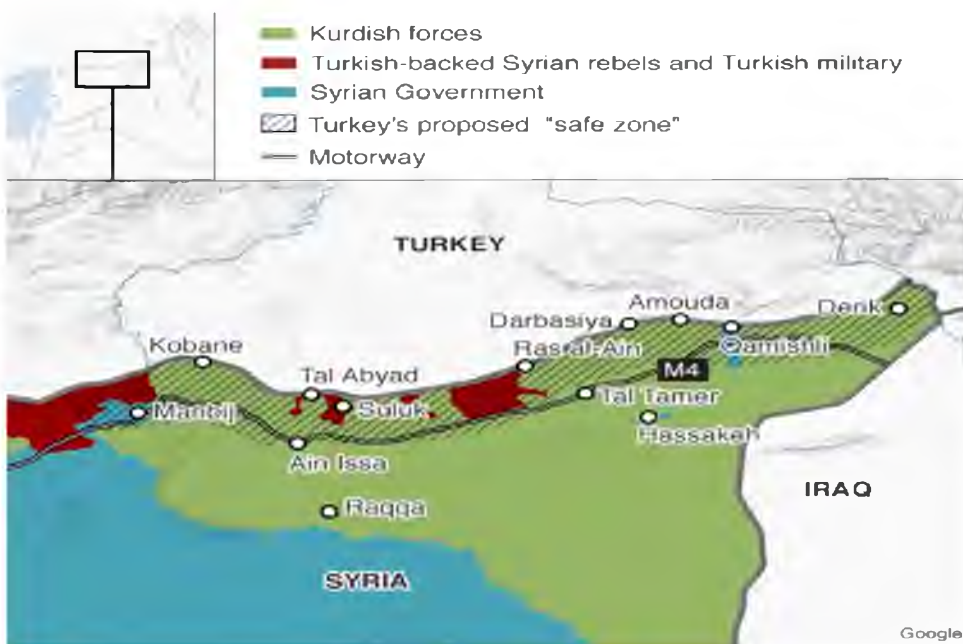 Kurdish forces
Turkish-backed Syrian rebels and Turkish military
Syrian Government
Turkey's proposed "safe zone"
Motorway
TURKEY
Amouda
Derik
Darbasiya
Qamishli
Kobane
Ras al-Ain
M4
Tal Abyad
Tal Tamer
Manbij
Suluk
Hassakeh
Ain Issa
IRAQ
Raqqa
SYRIA
Google